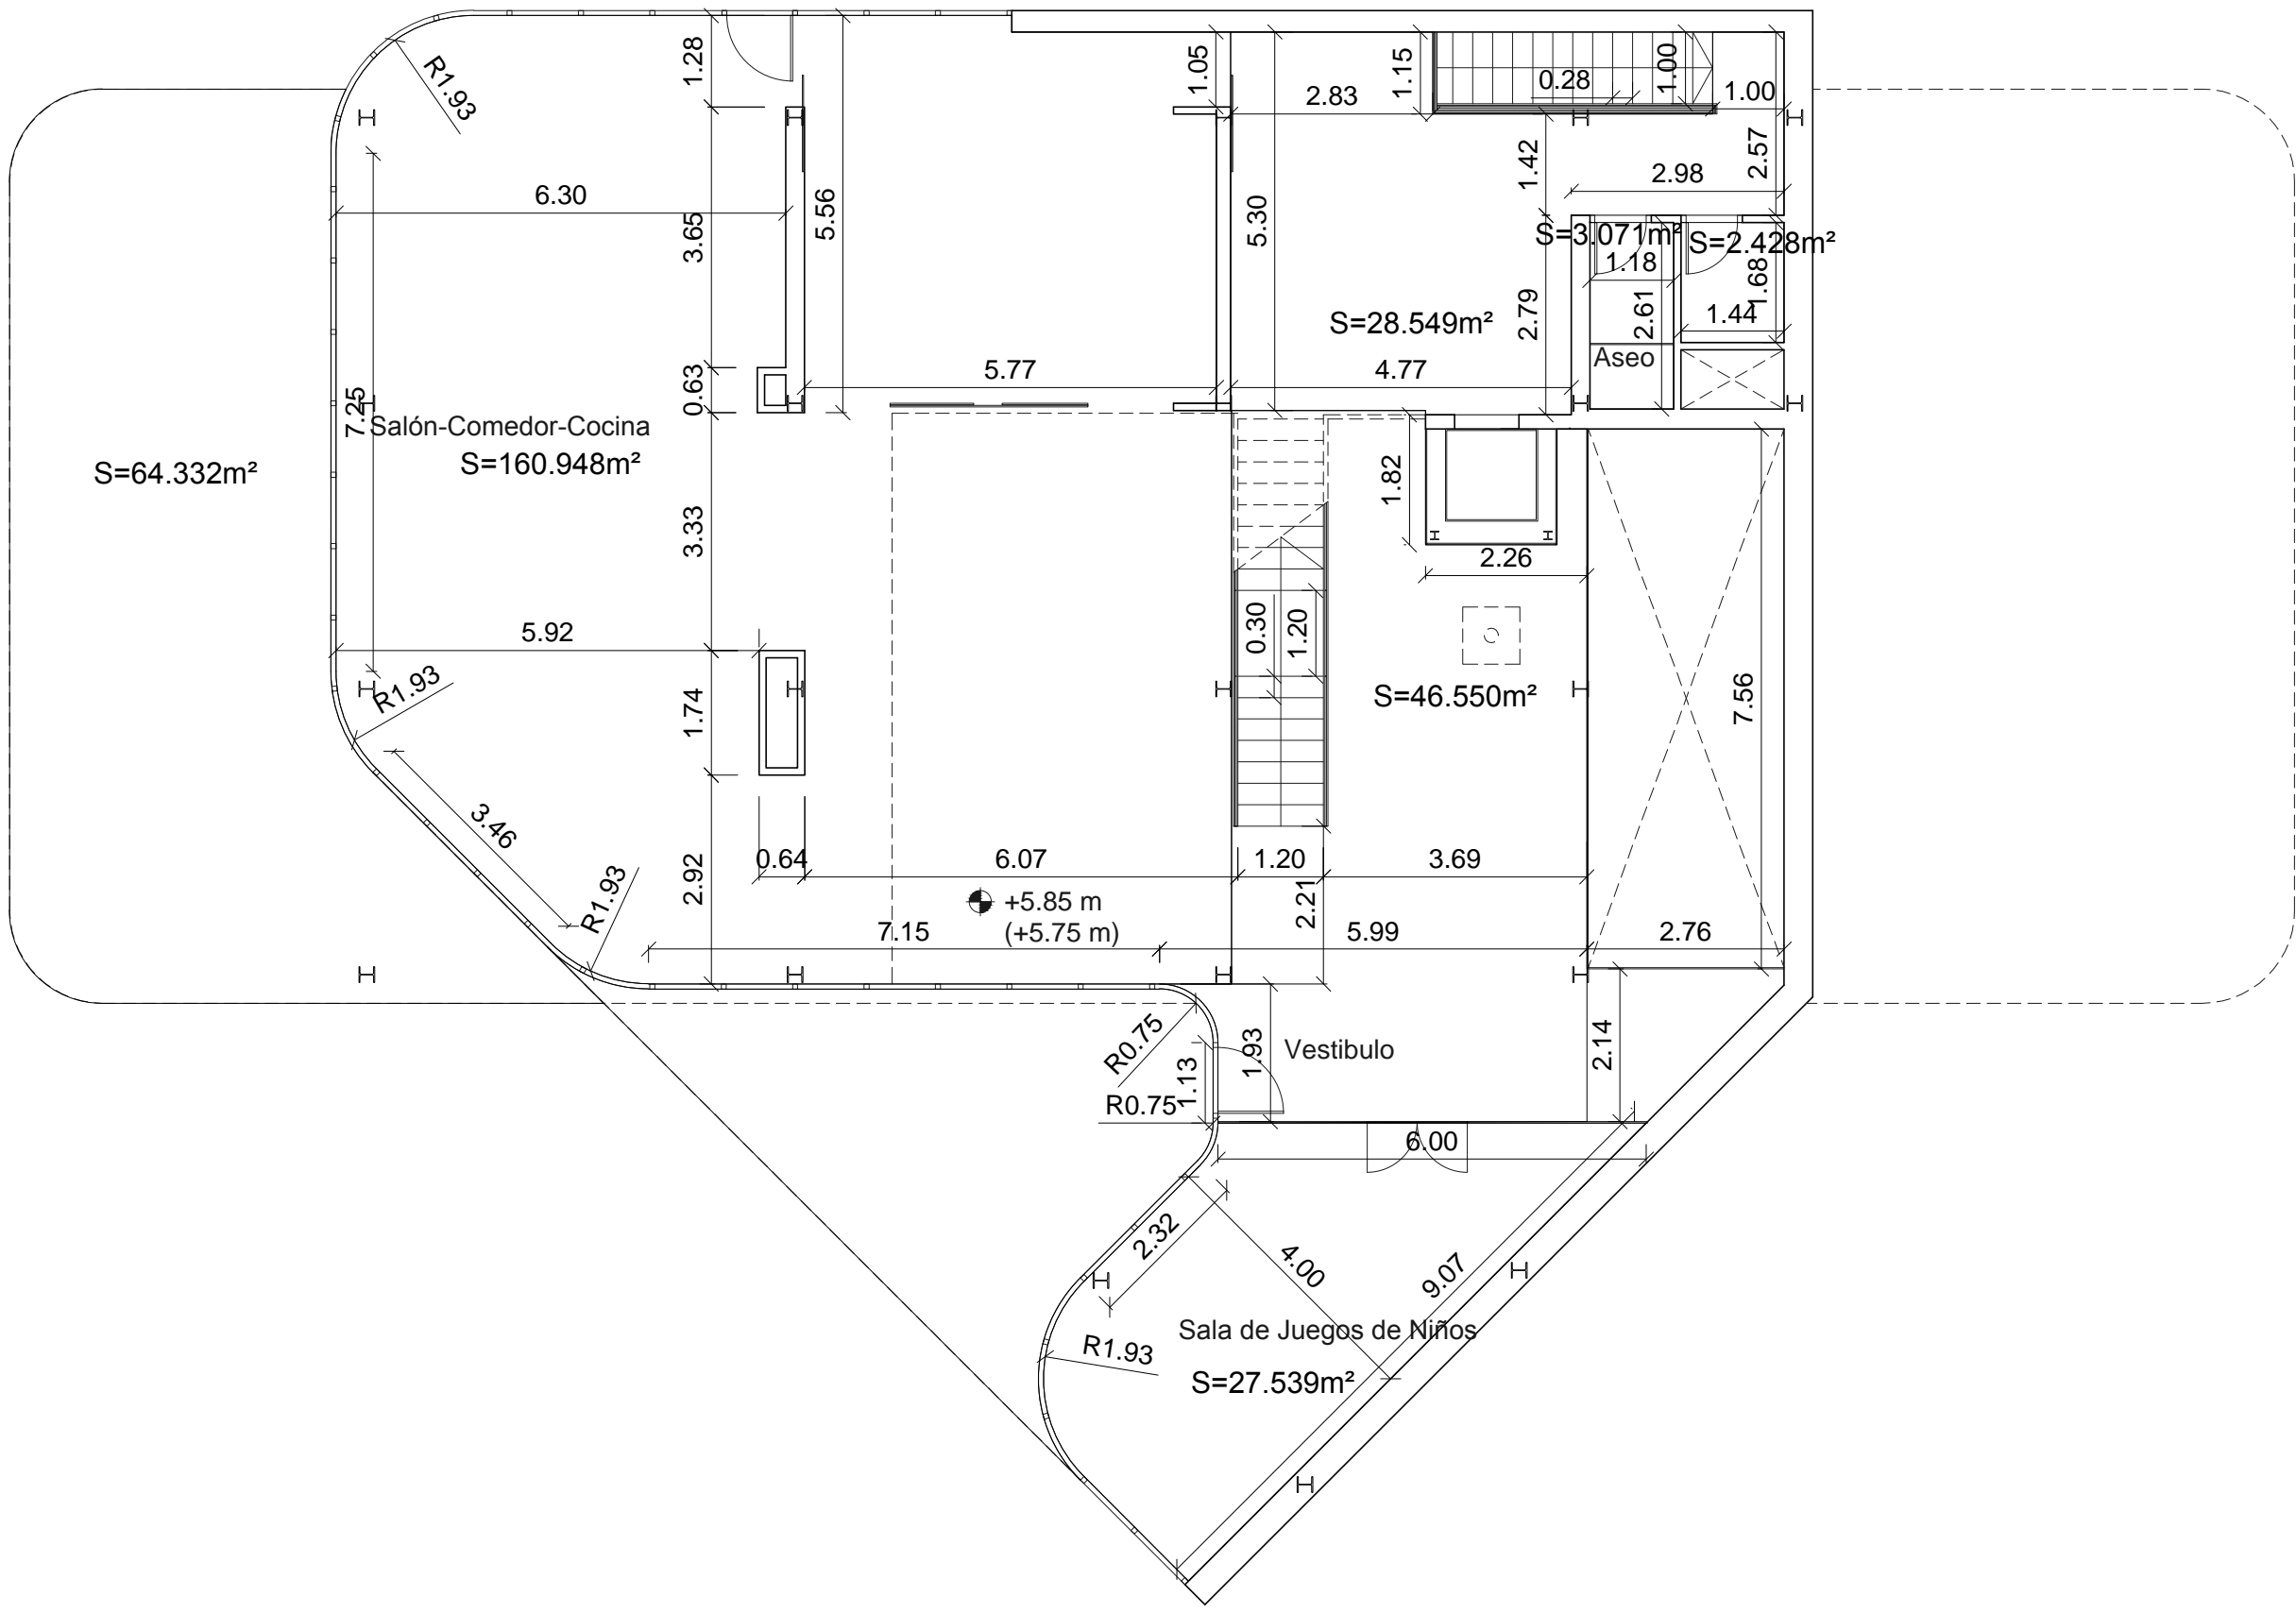 1.28
R1.93
1.05
2.83
1.15
0.28
1.00
1.00
6.30
3.65
5.56
5.30
1.42
2.57
2.98
S=3.071m²
S=2.428m²
1.18
1.68
2.61
1.44
2.79
S=28.549m²
Aseo
5.77
4.77
0.63
7.25
Salón-Comedor-Cocina
S=160.948m²
S=64.332m²
1.82
3.33
2.26
5.92
0.30
1.20
R1.93
1.74
S=46.550m²
7.56
3.46
R1.93
2.92
0.64
6.07
1.20
3.69
2.21
+5.85 m
(+5.75 m)
7.15
5.99
2.76
R0.75
1.13
1.93
Vestibulo
2.14
R0.75
6.00
2.32
4.00
9.07
Sala de Juegos de Niños
R1.93
S=27.539m²